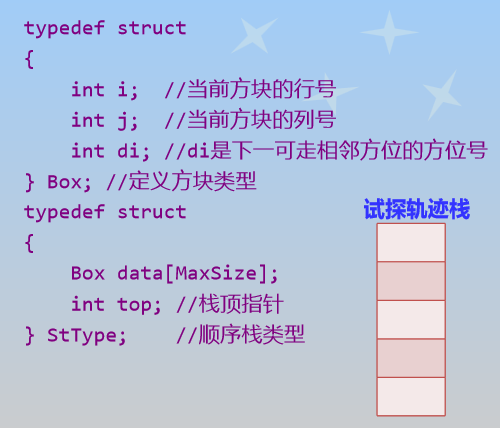 typedef struct
{
    int i;  //当前方块的行号
    int j;  //当前方块的列号
    int di; //di是下一可走相邻方位的方位号
} Box; //定义方块类型
typedef struct
{
    Box data[MaxSize];
    int top; //栈顶指针
} StType;    //顺序栈类型
试探轨迹栈